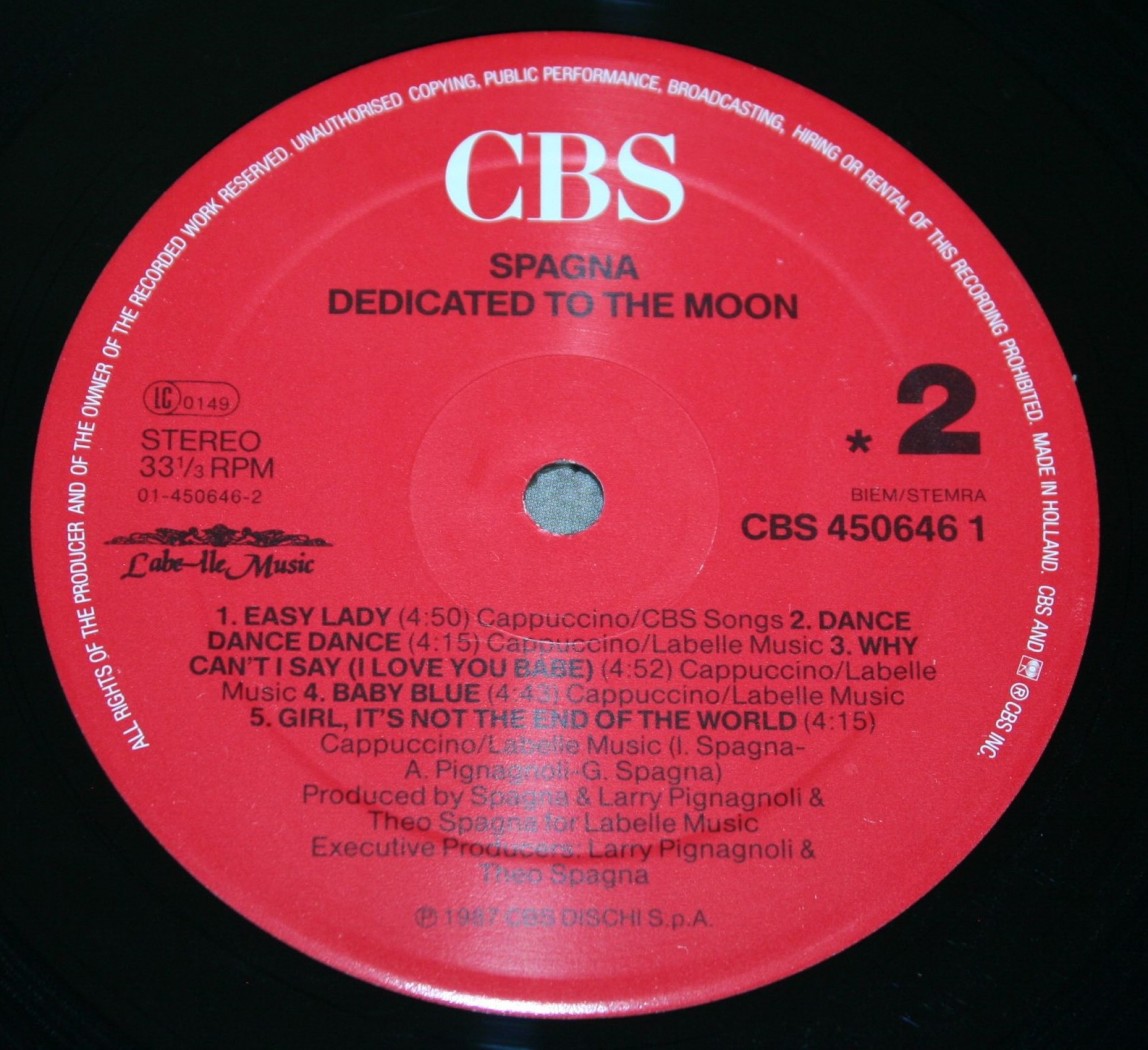 ALL RIGHTS OF THE PRODUCER AND OF THE OWNER OF THE RECORDED WORK RESERVED. UNAUTHORISED COPYING, PUBLIC PERFORMANCE, BROADCASTING, HIRING OR RENTAL OF THIS RECORDING PROHIBITED. MADE IN HOLLAND. CBS AND ® CBS INC.
CBS
SPAGNA
DEDICATED TO THE MOON
LC 0149
STEREO
33 1/3 RPM
01-450646-2
Labe-lle Music
* 2
BIEM/STEMRA
CBS 450646 1
1. EASY LADY (4:50) Cappuccino/CBS Songs 2. DANCE
DANCE DANCE (4:15) Cappuccino/Labelle Music 3. WHY
CAN'T I SAY (I LOVE YOU BABE) (4:52) Cappuccino/Labelle
Music 4. BABY BLUE (4:43) Cappuccino/Labelle Music
5. GIRL, IT'S NOT THE END OF THE WORLD (4:15)
Cappuccino/Labelle Music (I. Spagna-
A. Pignagnoli-G. Spagna)
Produced by Spagna & Larry Pignagnoli &
Theo Spagna for Labelle Music
Executive Producers: Larry Pignagnoli &
Theo Spagna
℗ 1987 CBS DISCHI S.p.A.